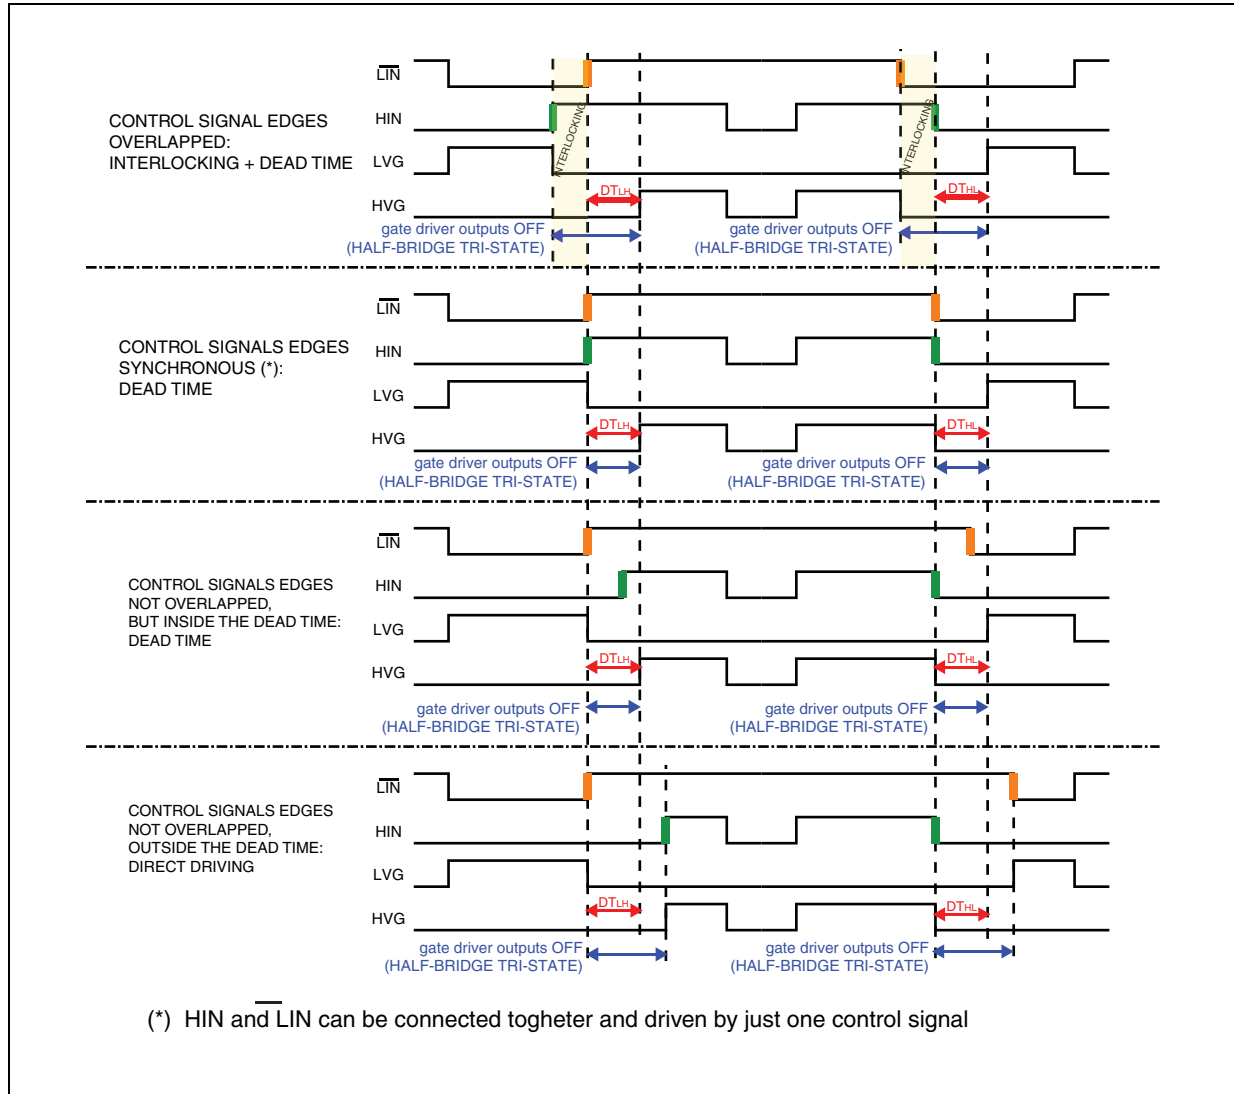 LIN
HIN
CONTROL SIGNAL EDGES
OVERLAPPED:
INTERLOCKING + DEAD TIME
LVG
HVG
INTERLOCKING
INTERLOCKING
DTLH
DTHL
gate driver outputs OFF
(HALF-BRIDGE TRI-STATE)
gate driver outputs OFF
(HALF-BRIDGE TRI-STATE)
LIN
HIN
CONTROL SIGNALS EDGES
SYNCHRONOUS (*):
DEAD TIME
LVG
HVG
DTLH
DTHL
gate driver outputs OFF
(HALF-BRIDGE TRI-STATE)
gate driver outputs OFF
(HALF-BRIDGE TRI-STATE)
LIN
HIN
CONTROL SIGNALS EDGES
NOT OVERLAPPED,
BUT INSIDE THE DEAD TIME:
DEAD TIME
LVG
HVG
DTLH
DTHL
gate driver outputs OFF
(HALF-BRIDGE TRI-STATE)
gate driver outputs OFF
(HALF-BRIDGE TRI-STATE)
LIN
HIN
CONTROL SIGNALS EDGES
NOT OVERLAPPED,
OUTSIDE THE DEAD TIME:
DIRECT DRIVING
LVG
HVG
DTLH
DTHL
gate driver outputs OFF
(HALF-BRIDGE TRI-STATE)
gate driver outputs OFF
(HALF-BRIDGE TRI-STATE)
(*) HIN and LIN can be connected togheter and driven by just one control signal